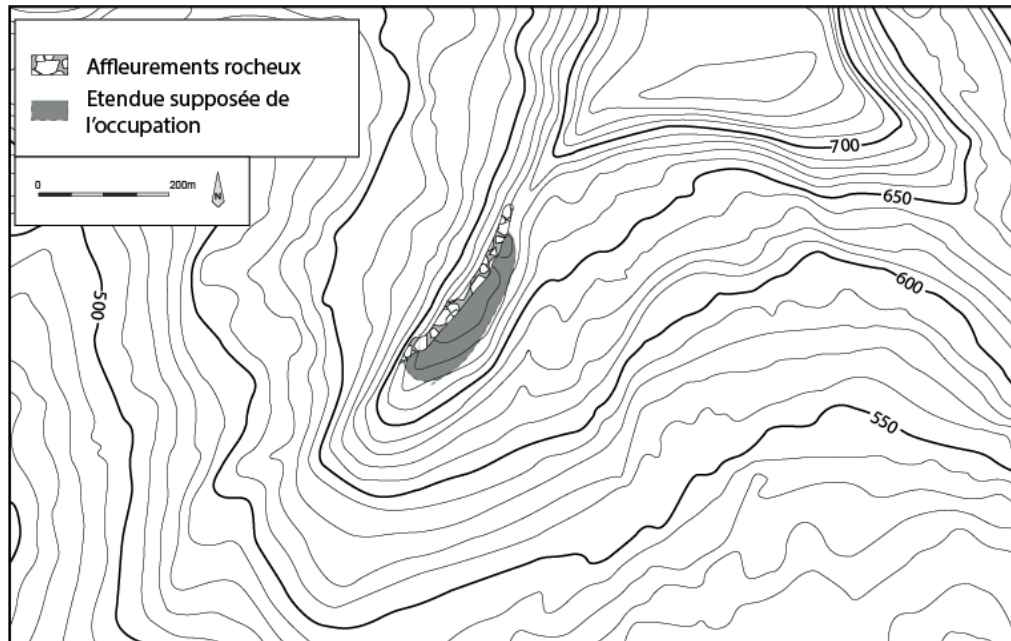 Affleurements rocheux
Etendue supposée de
l'occupation
0 200m
N
700
650
600
500
550